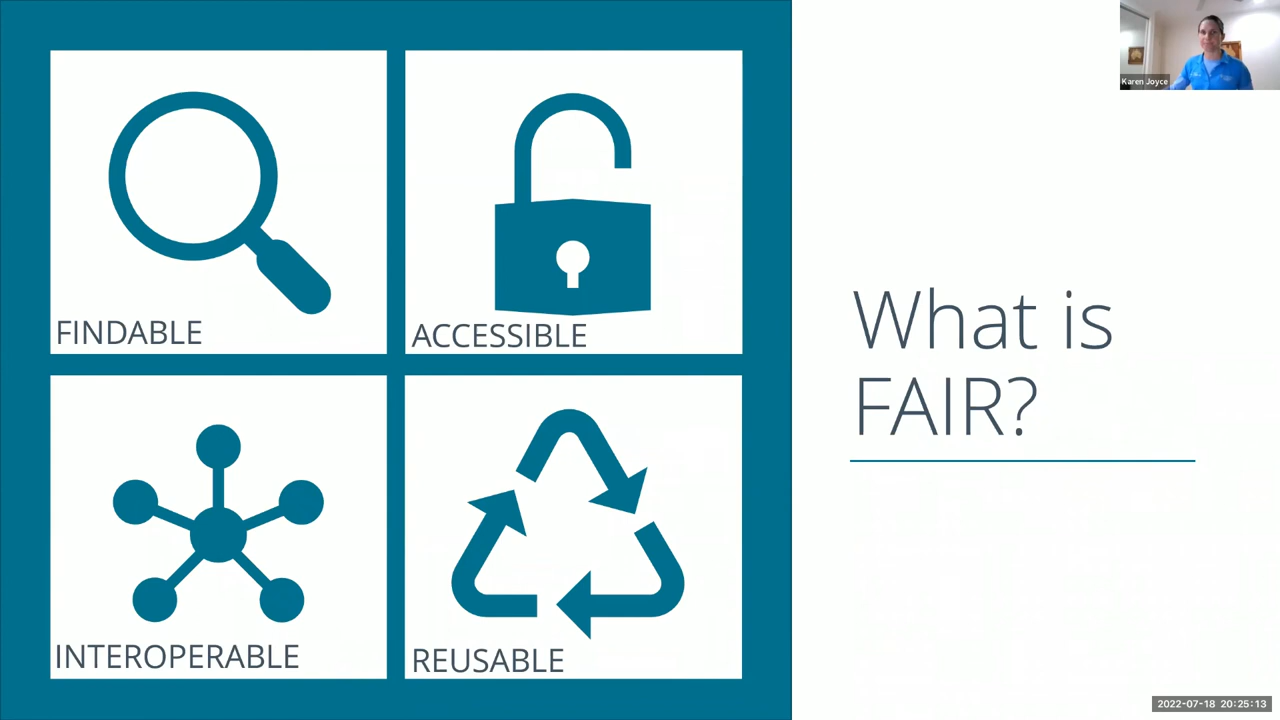 FINDABLE
ACCESSIBLE
INTEROPERABLE
REUSABLE
What is
FAIR?
Karen Joyce
2022-07-18 20:25:13